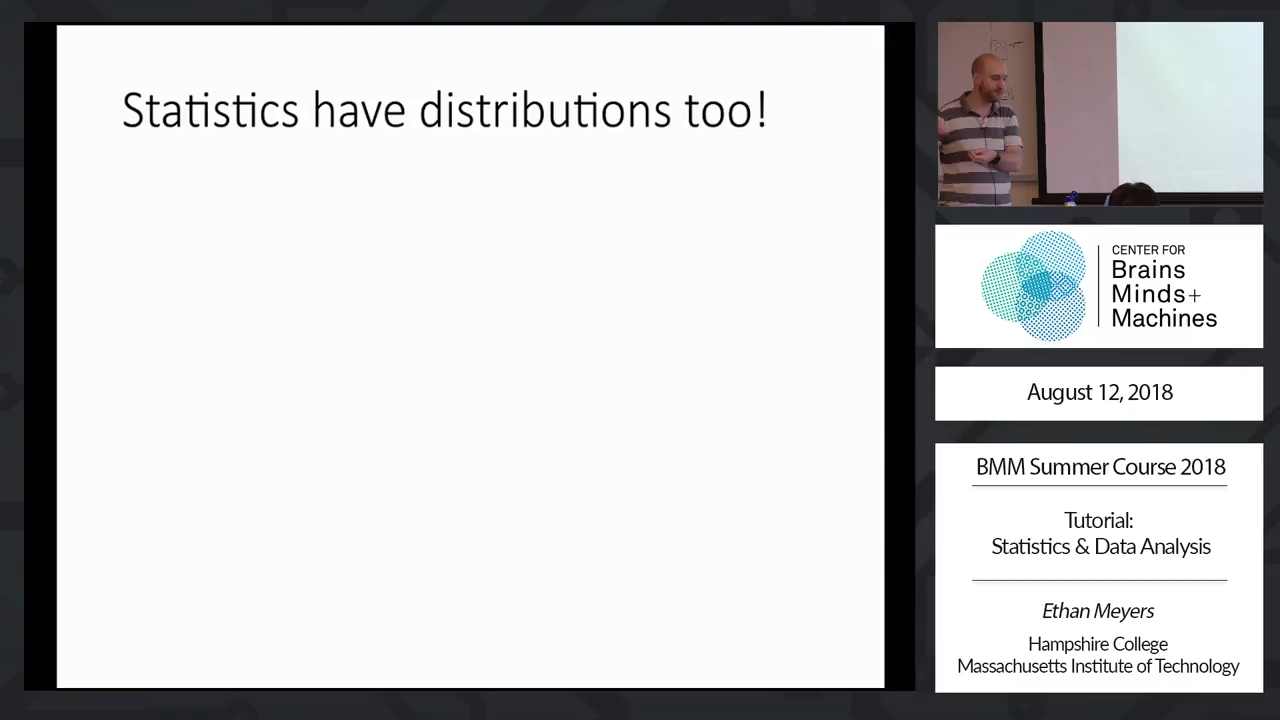 Statistics have distributions too!
CENTER FOR
Brains
Minds+
Machines
August 12, 2018
BMM Summer Course 2018
Tutorial:
Statistics & Data Analysis
Ethan Meyers
Hampshire College
Massachusetts Institute of Technology